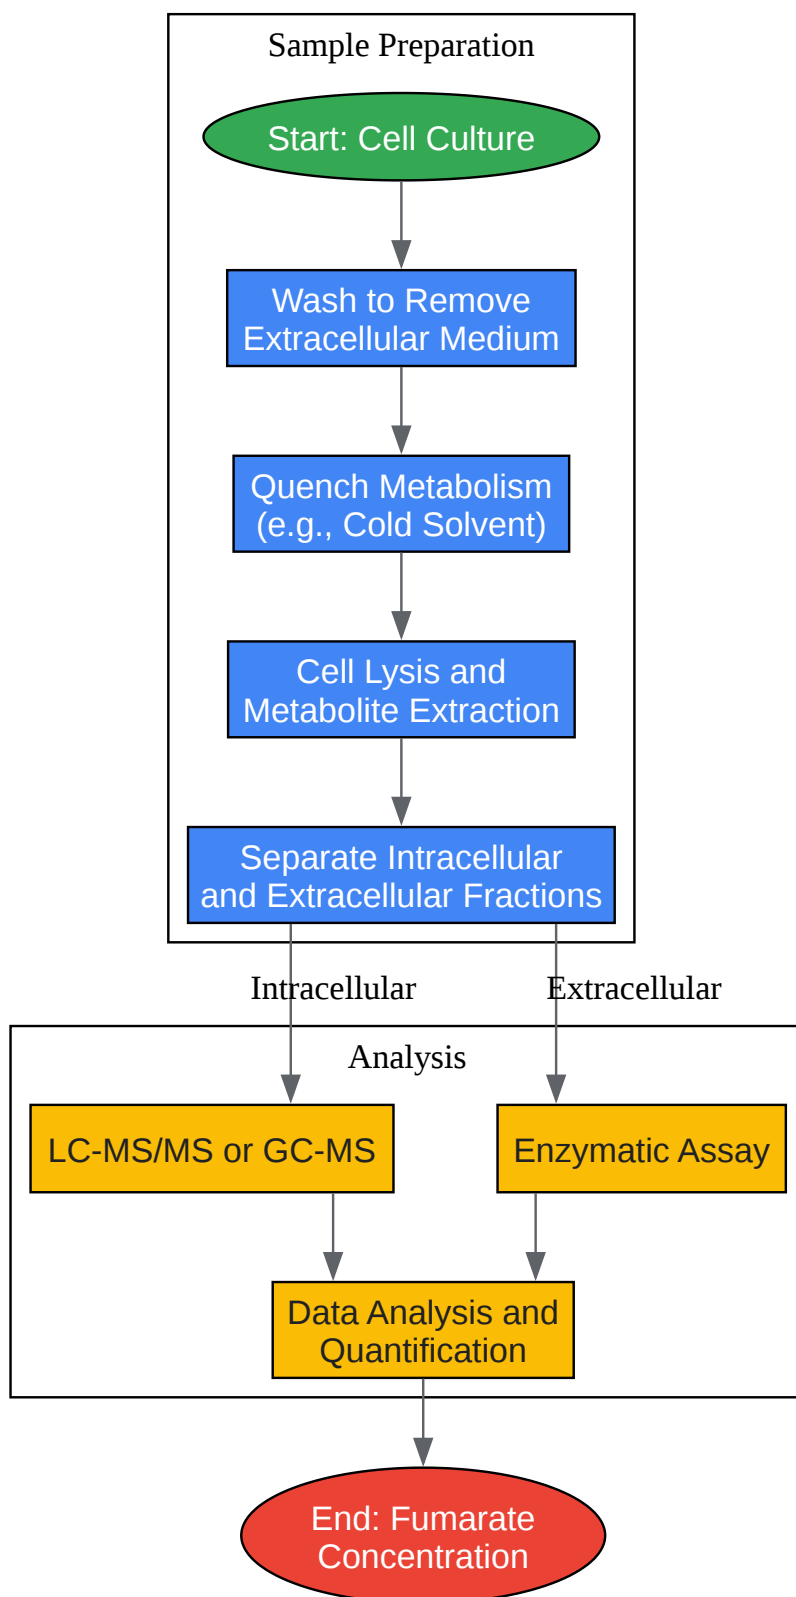 Sample Preparation
Start: Cell Culture
Wash to Remove
Extracellular Medium
Quench Metabolism
(e.g., Cold Solvent)
Cell Lysis and
Metabolite Extraction
Separate Intracellular
and Extracellular Fractions
Intracellular
Extracellular
Analysis
LC-MS/MS or GC-MS
Enzymatic Assay
Data Analysis and
Quantification
End: Fumarate
Concentration